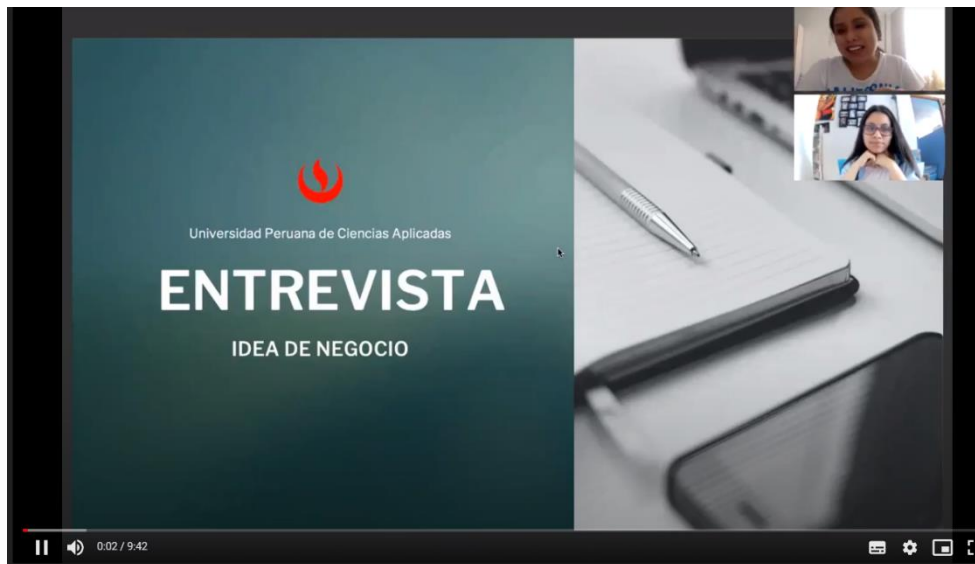 Universidad Peruana de Ciencias Aplicadas
ENTREVISTA
IDEA DE NEGOCIO
0:02 / 9:42